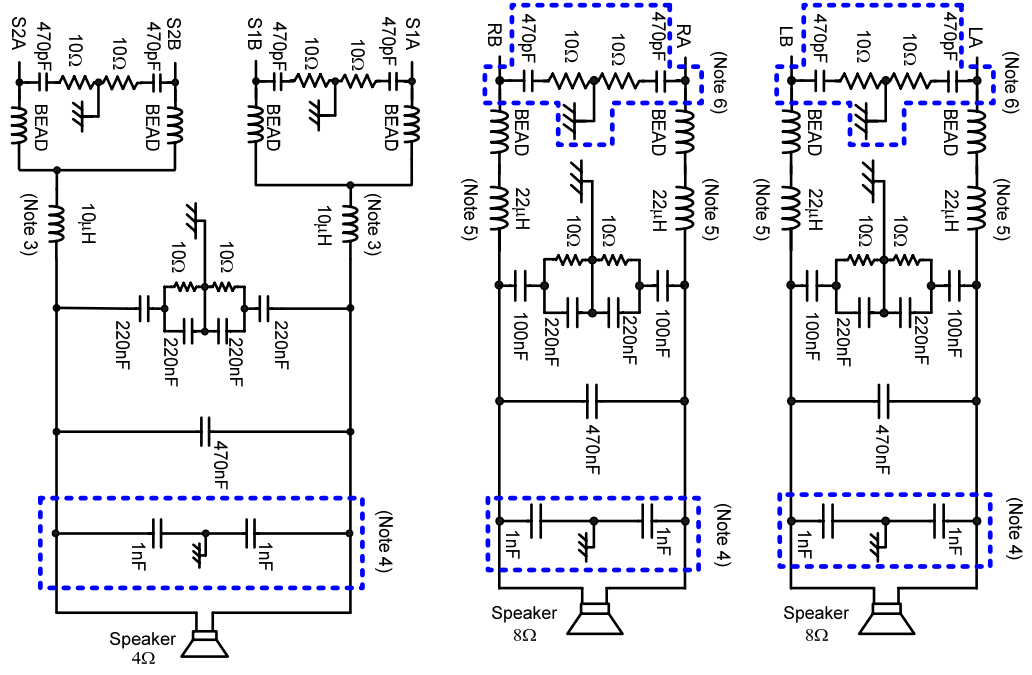 S2A
470pF
10Ω
10Ω
470pF
S2B
BEAD
BEAD
(Note 3)
10μH
S1B
470pF
10Ω
10Ω
470pF
S1A
BEAD
BEAD
10μH
(Note 3)
10Ω
10Ω
220nF
220nF
220nF
220nF
470nF
1nF
1nF
(Note 4)
Speaker
4Ω
RB
470pF
10Ω
10Ω
470pF
RA
(Note 6)
BEAD
BEAD
(Note 5)
22μH
22μH
(Note 5)
10Ω
10Ω
100nF
220nF
220nF
100nF
470nF
1nF
1nF
(Note 4)
Speaker
8Ω
LB
470pF
10Ω
10Ω
470pF
LA
(Note 6)
BEAD
BEAD
(Note 5)
22μH
22μH
(Note 5)
10Ω
10Ω
100nF
220nF
220nF
100nF
470nF
1nF
1nF
(Note 4)
Speaker
8Ω